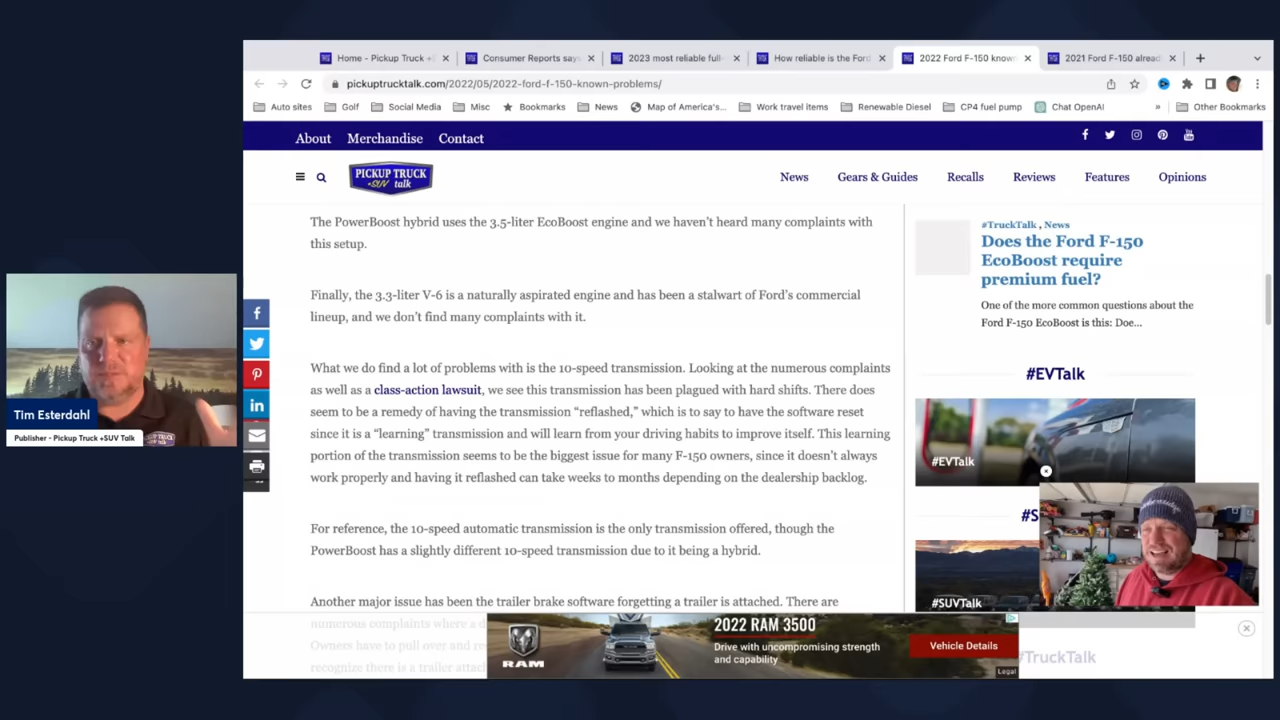 Home - Pickup Truck +
Consumer Reports says
2023 most reliable full-
How reliable is the Ford
2022 Ford F-150 known
2021 Ford F-150 alread
pickuptrucktalk.com/2022/05/2022-ford-f-150-known-problems/
Auto sites
Golf
Social Media
Misc
Bookmarks
News
Map of America's...
Work travel items
Renewable Diesel
CP4 fuel pump
Chat OpenAI
»
Other Bookmarks
About
Merchandise
Contact
PICKUP TRUCK
+SUV talk
News
Gears & Guides
Recalls
Reviews
Features
Opinions
The PowerBoost hybrid uses the 3.5-liter EcoBoost engine and we haven't heard many complaints with
this setup.
Finally, the 3.3-liter V-6 is a naturally aspirated engine and has been a stalwart of Ford's commercial
lineup, and we don't find many complaints with it.
What we do find a lot of problems with is the 10-speed transmission. Looking at the numerous complaints
as well as a class-action lawsuit, we see this transmission has been plagued with hard shifts. There does
seem to be a remedy of having the transmission "reflashed," which is to say to have the software reset
since it is a "learning" transmission and will learn from your driving habits to improve itself. This learning
portion of the transmission seems to be the biggest issue for many F-150 owners, since it doesn't always
work properly and having it reflashed can take weeks to months depending on the dealership backlog.
For reference, the 10-speed automatic transmission is the only transmission offered, though the
PowerBoost has a slightly different 10-speed transmission due to it being a hybrid.
Another major issue has been the trailer brake software forgetting a trailer is attached. There are
numerous complaints where a d
Owners have to pull over and re
recognize there is a trailer attach
#TruckTalk , News
Does the Ford F-150
EcoBoost require
premium fuel?
One of the more common questions about the
Ford F-150 EcoBoost is this: Doe...
#EVTalk
#EVTalk
#S
#SUVTalk
#TruckTalk
Tim Esterdahl
Publisher - Pickup Truck +SUV Talk
RAM
2022 RAM 3500
Drive with uncompromising strength
and capability
Vehicle Details
Legal